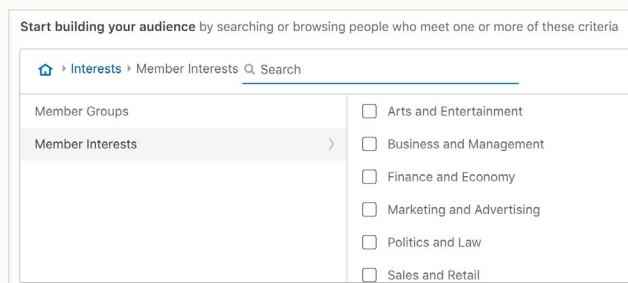 Start building your audience by searching or browsing people who meet one or more of these criteria
Interests Member Interests Search
Member Groups
Member Interests
Arts and Entertainment
Business and Management
Finance and Economy
Marketing and Advertising
Politics and Law
Sales and Retail